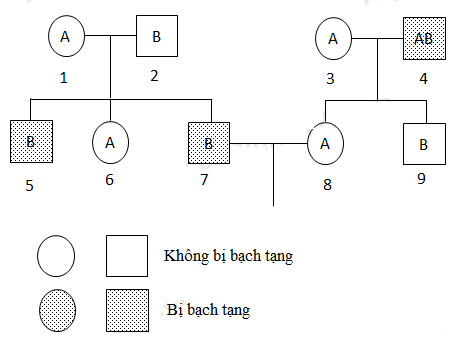 A B A AB
1 2 3 4
B A B A B
5 6 7 8 9
Không bị bạch tạng
Bị bạch tạng